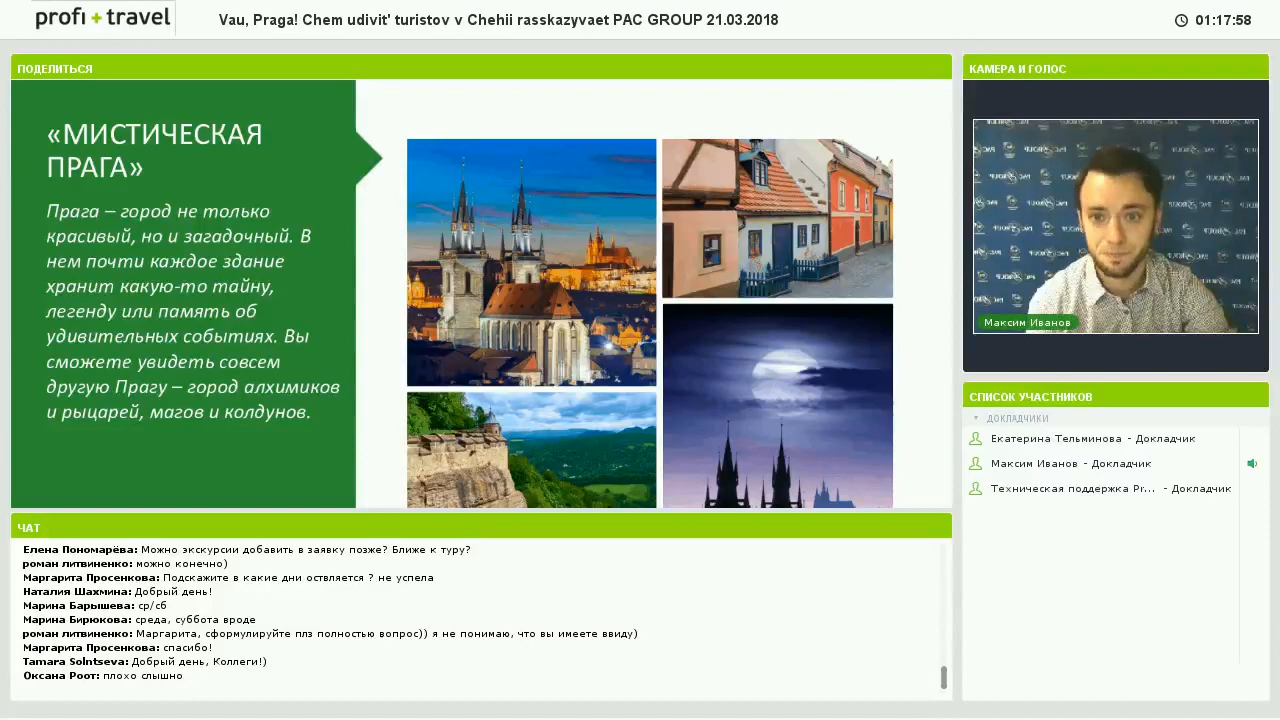 profi + travel
Vau, Praga! Chem udivit' turistov v Chehii rasskazyvaet PAC GROUP 21.03.2018
01:17:58
ПОДЕЛИТЬСЯ
«МИСТИЧЕСКАЯ
ПРАГА»
Прага – город не только
красивый, но и загадочный. В
нем почти каждое здание
хранит какую-то тайну,
легенду или память об
удивительных событиях. Вы
сможете увидеть совсем
другую Прагу – город алхимиков
и рыцарей, магов и колдунов.
КАМЕРА И ГОЛОС
Максим Иванов
СПИСОК УЧАСТНИКОВ
ДОКЛАДЧИКИ
Екатерина Тельминова - Докладчик
Максим Иванов - Докладчик
Техническая поддержка Pr... - Докладчик
ЧАТ
Елена Пономарёва: Можно экскурсии добавить в заявку позже? Ближе к туру?
роман литвиненко: можно конечно)
Маргарита Просенкова: Подскажите в какие дни оствляется ? не успела
Наталия Шахмина: Добрый день!
Марина Барышева: ср/сб
Марина Бирюкова: среда, суббота вроде
роман литвиненко: Маргарита, сформулируйте плз полностью вопрос)) я не понимаю, что вы имеете ввиду)
Маргарита Просенкова: спасибо!
Tamara Solntseva: Добрый день, Коллеги!)
Оксана Роот: плохо слышно